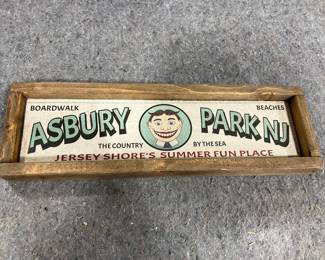 BOARDWALK BEACHES
ASBURY PARK NJ
THE COUNTRY BY THE SEA
JERSEY SHORE'S SUMMER FUN PLACE